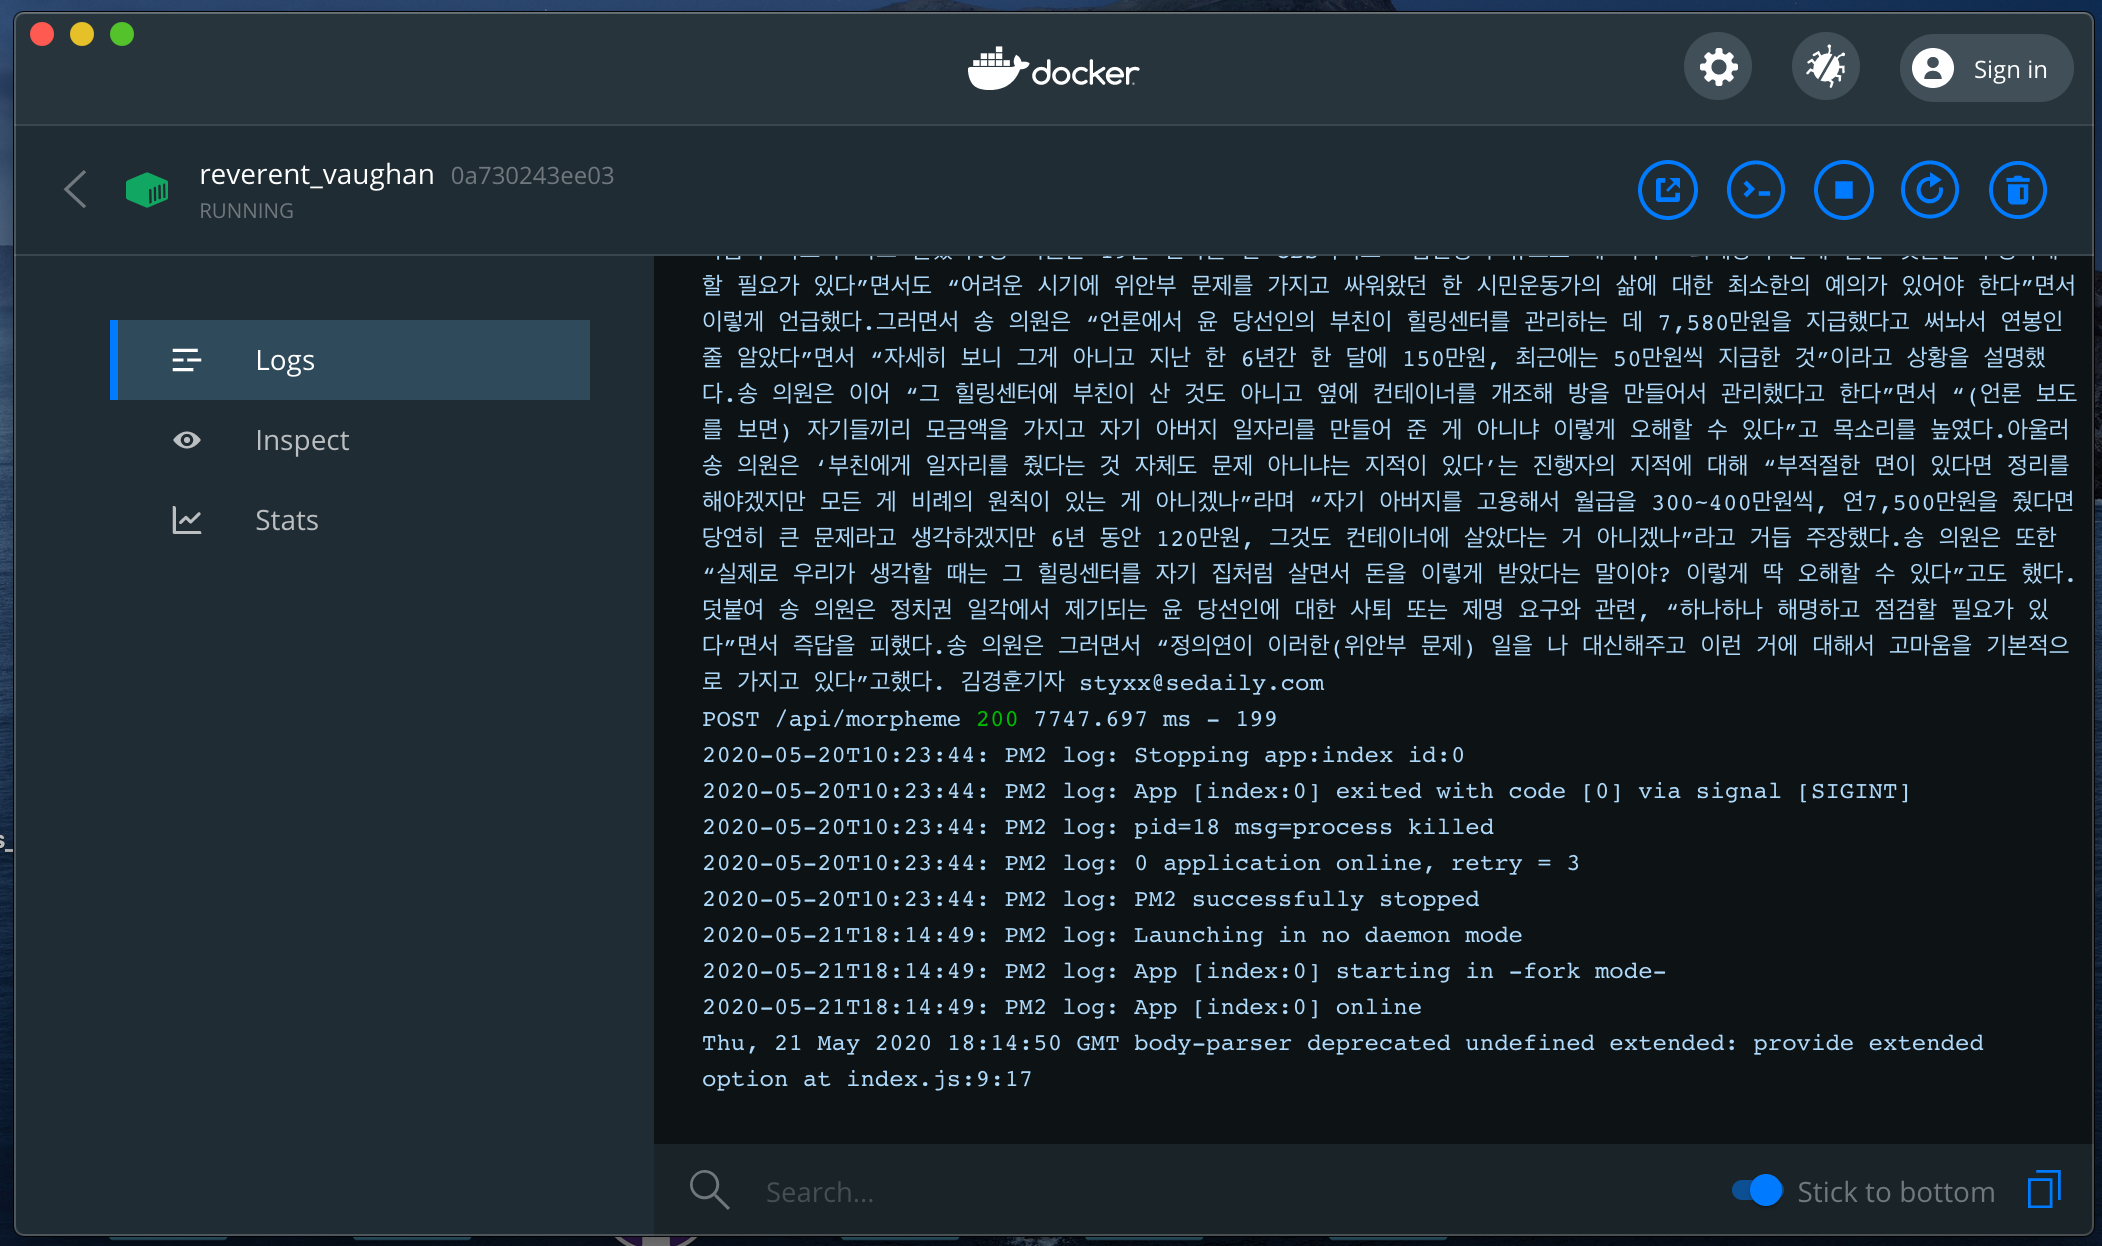 docker
Sign in
reverent_vaughan 0a730243ee03
RUNNING
Logs
Inspect
Stats
할 필요가 있다”면서도 “어려운 시기에 위안부 문제를 가지고 싸워왔던 한 시민운동가의 삶에 대한 최소한의 예의가 있어야 한다”면서
이렇게 언급했다.그러면서 송 의원은 “언론에서 윤 당선인의 부친이 힐링센터를 관리하는 데 7,580만원을 지급했다고 써놔서 연봉인
줄 알았다”면서 “자세히 보니 그게 아니고 지난 한 6년간 한 달에 150만원, 최근에는 50만원씩 지급한 것”이라고 상황을 설명했
다.송 의원은 이어 “그 힐링센터에 부친이 산 것도 아니고 옆에 컨테이너를 개조해 방을 만들어서 관리했다고 한다”면서 “(언론 보도
를 보면) 자기들끼리 모금액을 가지고 자기 아버지 일자리를 만들어 준 게 아니냐 이렇게 오해할 수 있다”고 목소리를 높였다.아울러
송 의원은 ‘부친에게 일자리를 줬다는 것 자체도 문제 아니냐는 지적이 있다’는 진행자의 지적에 대해 “부적절한 면이 있다면 정리를
해야겠지만 모든 게 비례의 원칙이 있는 게 아니겠나”라며 “자기 아버지를 고용해서 월급을 300~400만원씩, 연7,500만원을 줬다면
당연히 큰 문제라고 생각하겠지만 6년 동안 120만원, 그것도 컨테이너에 살았다는 거 아니겠나”라고 거듭 주장했다.송 의원은 또한
“실제로 우리가 생각할 때는 그 힐링센터를 자기 집처럼 살면서 돈을 이렇게 받았다는 말이야? 이렇게 딱 오해할 수 있다”고도 했다.
덧붙여 송 의원은 정치권 일각에서 제기되는 윤 당선인에 대한 사퇴 또는 제명 요구와 관련, “하나하나 해명하고 점검할 필요가 있
다”면서 즉답을 피했다.송 의원은 그러면서 “정의연이 이러한(위안부 문제) 일을 나 대신해주고 이런 거에 대해서 고마움을 기본적으
로 가지고 있다”고했다. 김경훈기자 styxx@sedaily.com
POST /api/morpheme 200 7747.697 ms - 199
2020-05-20T10:23:44: PM2 log: Stopping app:index id:0
2020-05-20T10:23:44: PM2 log: App [index:0] exited with code [0] via signal [SIGINT]
2020-05-20T10:23:44: PM2 log: pid=18 msg=process killed
2020-05-20T10:23:44: PM2 log: 0 application online, retry = 3
2020-05-20T10:23:44: PM2 log: PM2 successfully stopped
2020-05-21T18:14:49: PM2 log: Launching in no daemon mode
2020-05-21T18:14:49: PM2 log: App [index:0] starting in -fork mode-
2020-05-21T18:14:49: PM2 log: App [index:0] online
Thu, 21 May 2020 18:14:50 GMT body-parser deprecated undefined extended: provide extended
option at index.js:9:17
Search...
Stick to bottom